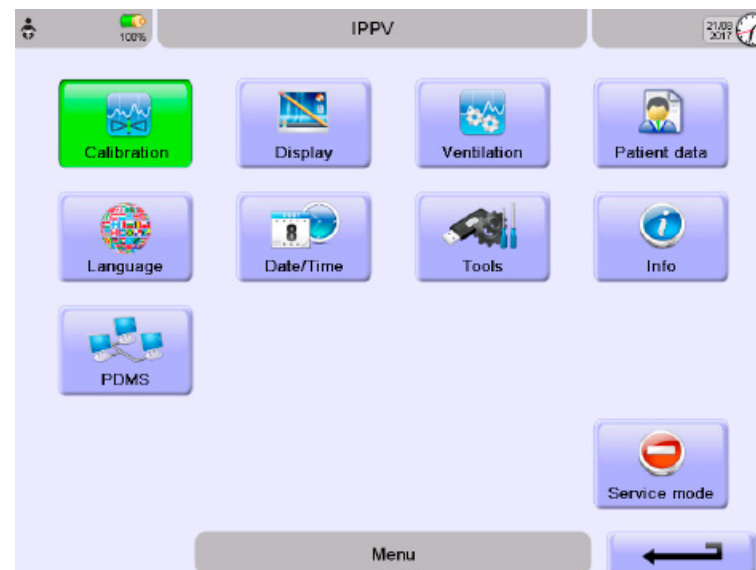 100%
IPPV
21/08
2017
Calibration
Display
Ventilation
Patient data
Language
8
Date/Time
Tools
Info
PDMS
Service mode
Menu